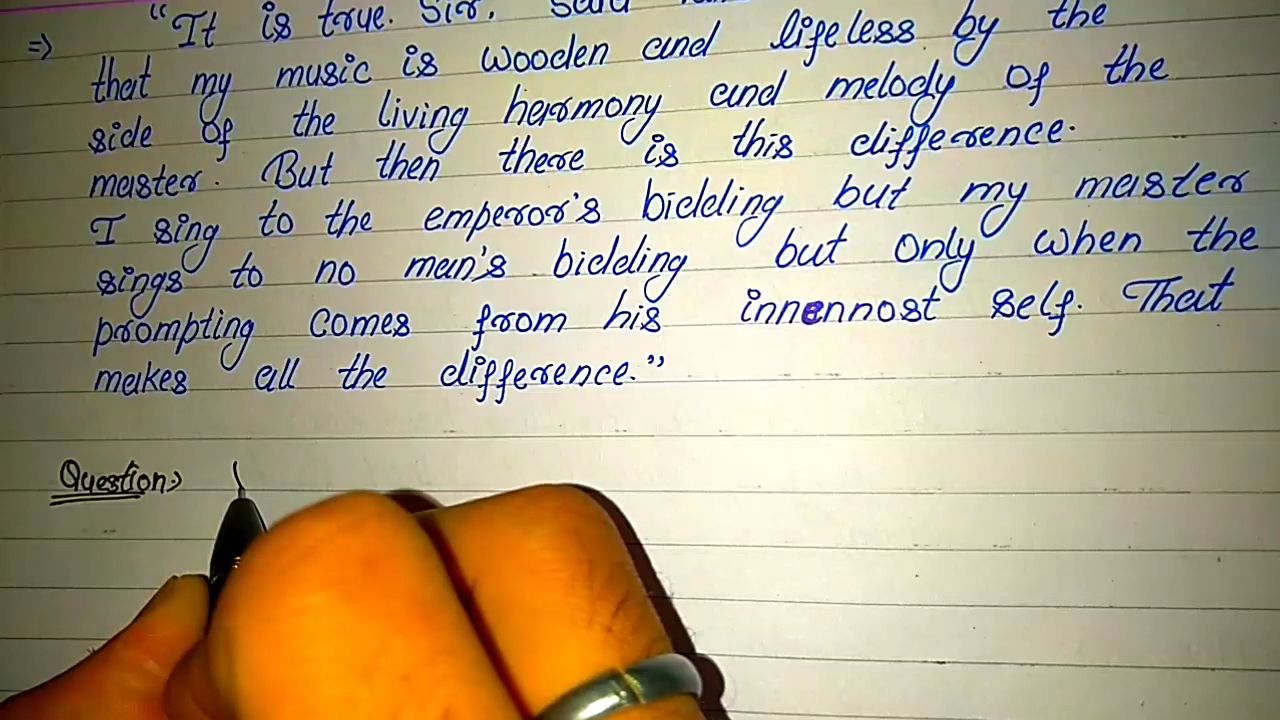 "It is true. Sir. Said
=> that my music is wooden and lifeless by the
side of the living harmony and melody of the
master. But then there is this difference.
I sing to the emperor's bidding but my master
sings to no man's bidding but only when the
prompting comes from his innennost self. That
makes all the difference."
Question:>